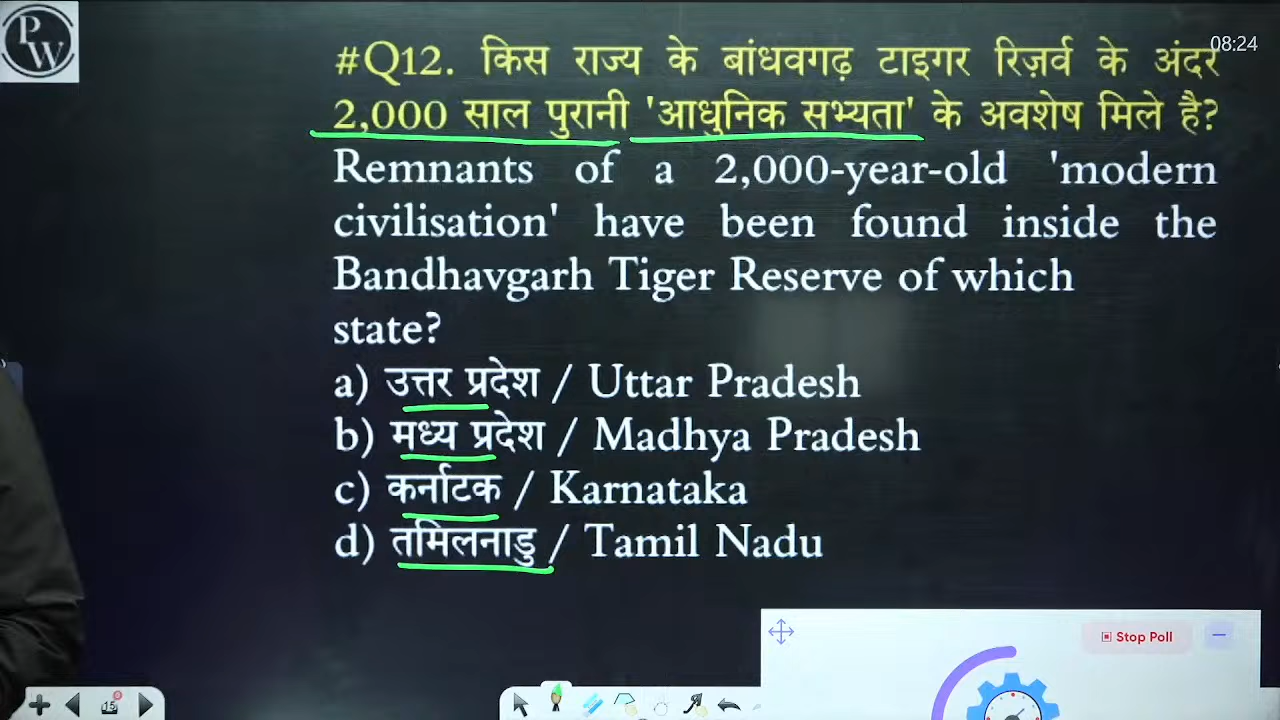 PW
08:24
#Q12. किस राज्य के बांधवगढ़ टाइगर रिज़र्व के अंदर
2,000 साल पुरानी 'आधुनिक सभ्यता' के अवशेष मिले है?
Remnants of a 2,000-year-old 'modern
civilisation' have been found inside the
Bandhavgarh Tiger Reserve of which
state?
a) उत्तर प्रदेश / Uttar Pradesh
b) मध्य प्रदेश / Madhya Pradesh
c) कर्नाटक / Karnataka
d) तमिलनाडु / Tamil Nadu
Stop Poll
15